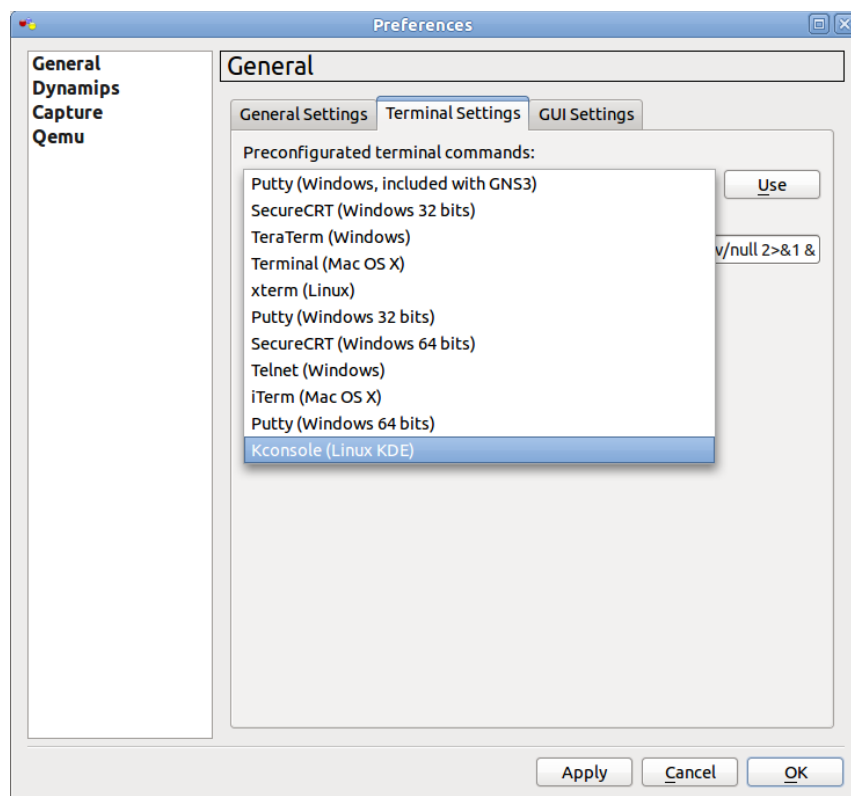 Preferences
General
Dynamips
Capture
Qemu
General
General Settings
Terminal Settings
GUI Settings
Preconfigurated terminal commands:
Putty (Windows, included with GNS3)
SecureCRT (Windows 32 bits)
TeraTerm (Windows)
Terminal (Mac OS X)
xterm (Linux)
Putty (Windows 32 bits)
SecureCRT (Windows 64 bits)
Telnet (Windows)
iTerm (Mac OS X)
Putty (Windows 64 bits)
Kconsole (Linux KDE)
Use
v/null 2>&1 &
Apply
Cancel
OK